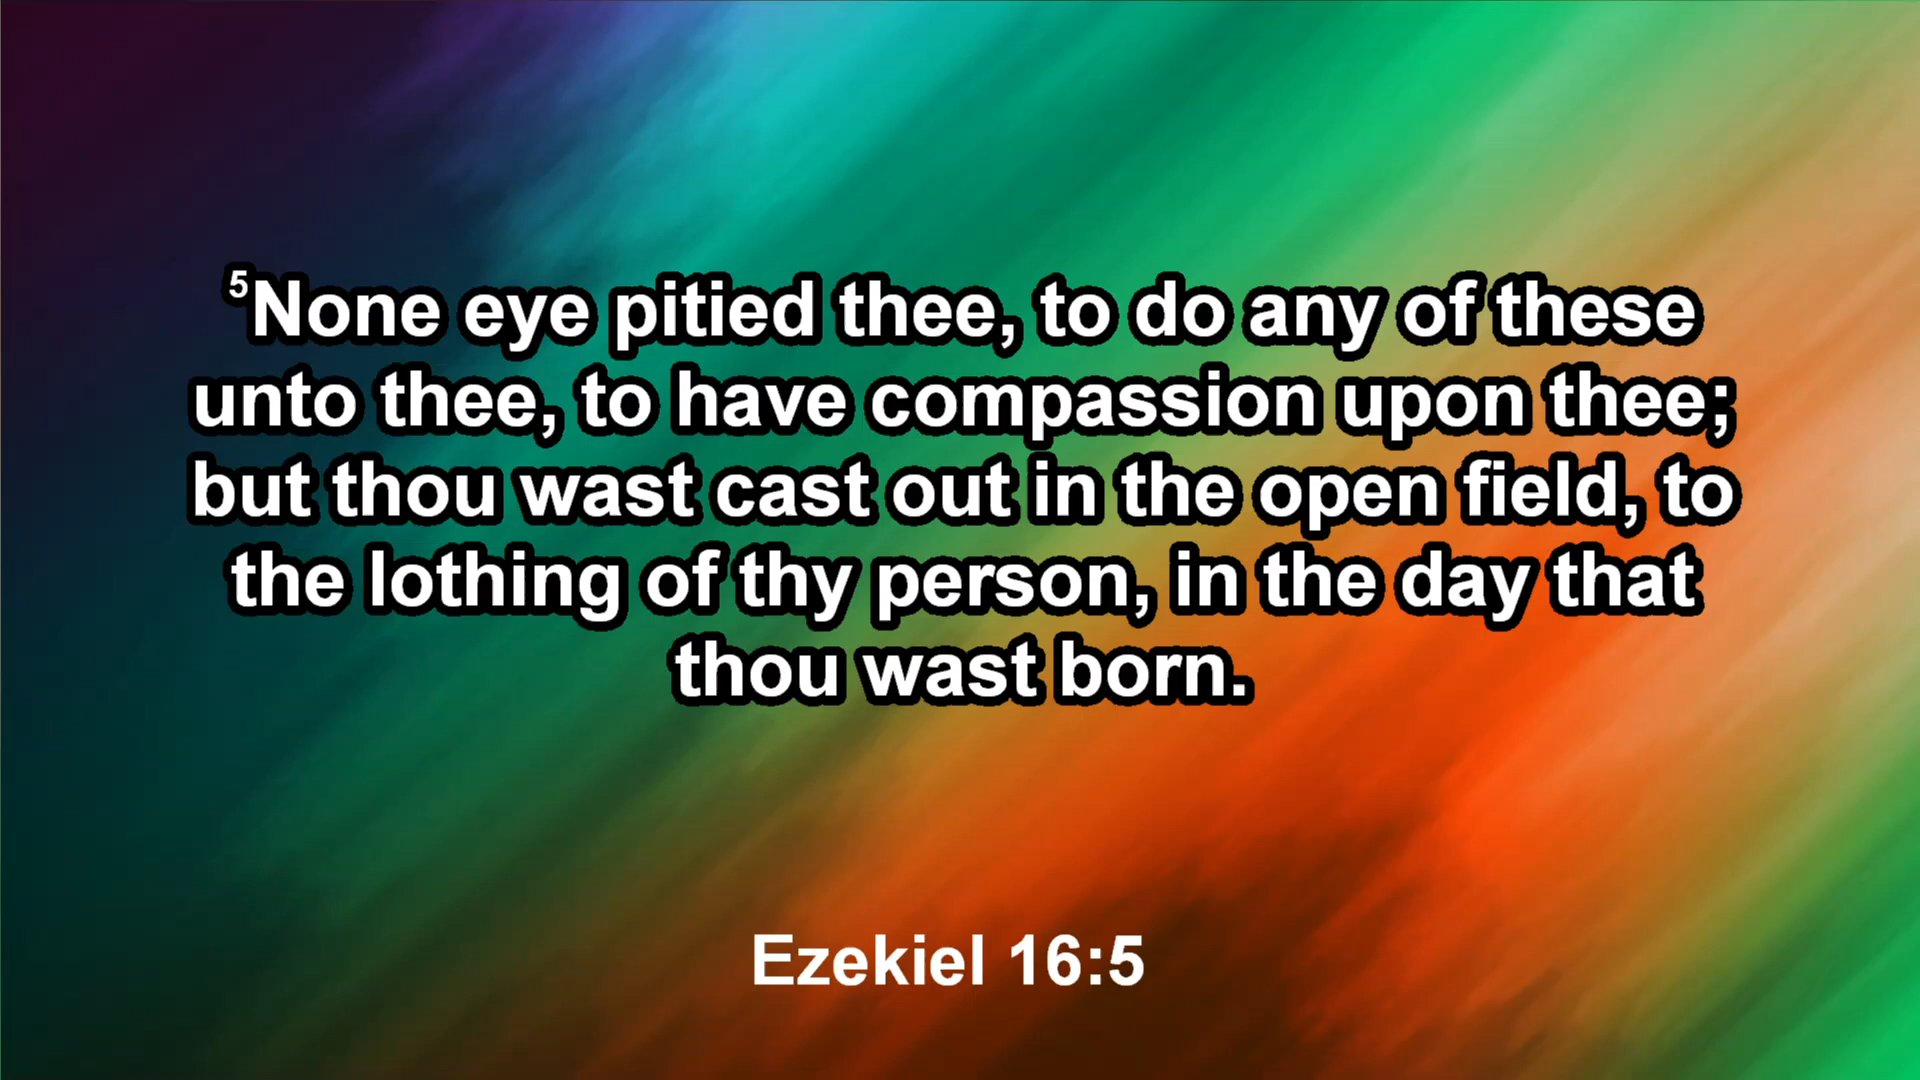 5None eye pitied thee, to do any of these
unto thee, to have compassion upon thee;
but thou wast cast out in the open field, to
the lothing of thy person, in the day that
thou wast born.
Ezekiel 16:5